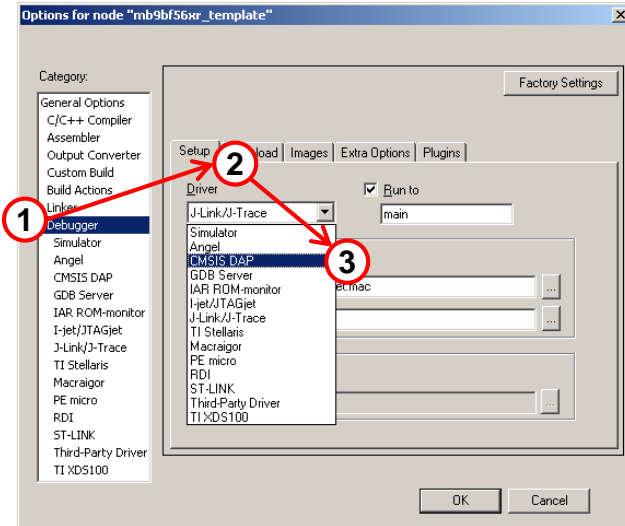 Options for node "mb9bf56xr_template"
Category:
General Options
C/C++ Compiler
Assembler
Output Converter
Custom Build
Build Actions
Linker
Debugger
Simulator
Angel
CMSIS DAP
GDB Server
IAR ROM-monitor
I-jet/JTAGjet
J-Link/J-Trace
TI Stellaris
Macraigor
PE micro
RDI
ST-LINK
Third-Party Driver
TI XDS100
Factory Settings
Setup load Images Extra Options Plugins
Driver
Run to
J-Link/J-Trace
main
Simulator
Angel
CMSIS DAP
GDB Server
IAR ROM-monitor
I-jet/JTAGjet
J-Link/J-Trace
TI Stellaris
Macraigor
PE micro
RDI
ST-LINK
Third-Party Driver
TI XDS100
et.mac
...
...
...
1
2
3
OK Cancel